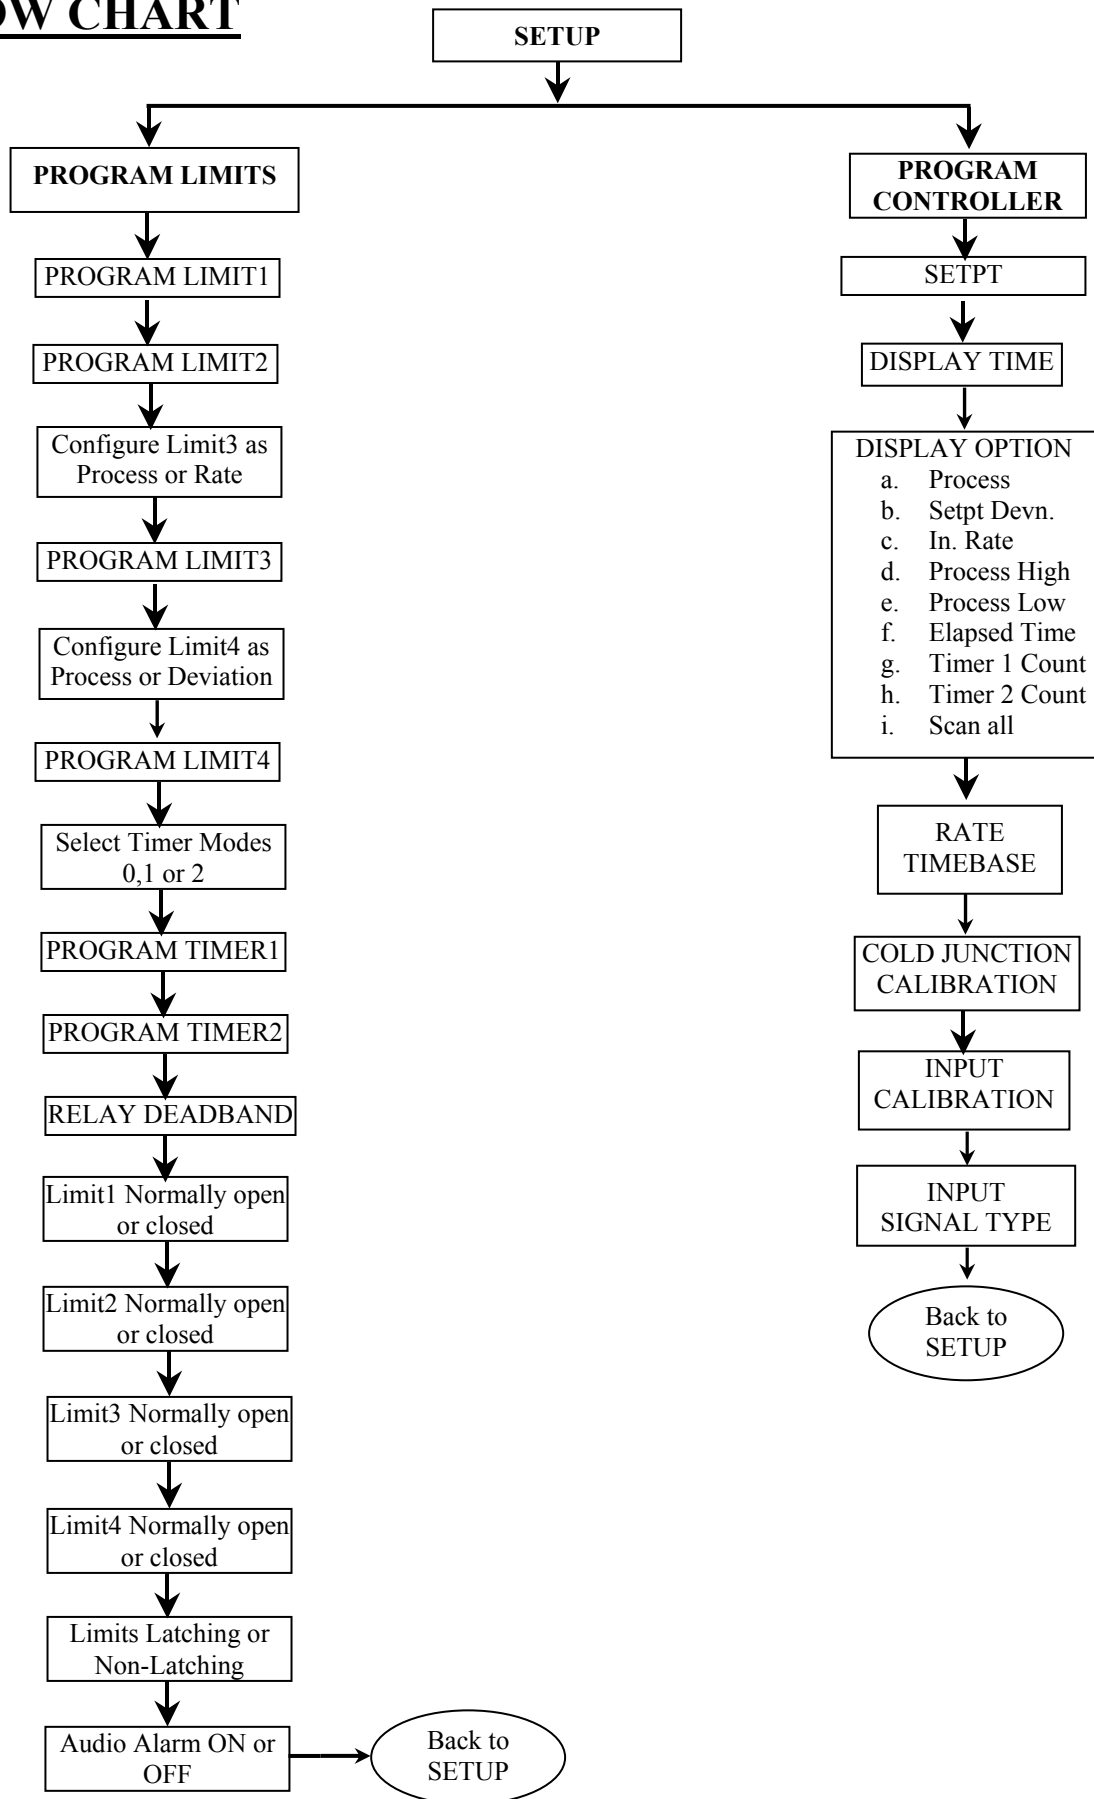 OW CHART
SETUP
PROGRAM LIMITS
PROGRAM LIMIT1
PROGRAM LIMIT2
Configure Limit3 as
Process or Rate
PROGRAM LIMIT3
Configure Limit4 as
Process or Deviation
PROGRAM LIMIT4
Select Timer Modes
0,1 or 2
PROGRAM TIMER1
PROGRAM TIMER2
RELAY DEADBAND
Limit1 Normally open
or closed
Limit2 Normally open
or closed
Limit3 Normally open
or closed
Limit4 Normally open
or closed
Limits Latching or
Non-Latching
Audio Alarm ON or
OFF
Back to
SETUP
PROGRAM
CONTROLLER
SETPT
DISPLAY TIME
DISPLAY OPTION
a. Process
b. Setpt Devn.
c. In. Rate
d. Process High
e. Process Low
f. Elapsed Time
g. Timer 1 Count
h. Timer 2 Count
i. Scan all
RATE
TIMEBASE
COLD JUNCTION
CALIBRATION
INPUT
CALIBRATION
INPUT
SIGNAL TYPE
Back to
SETUP